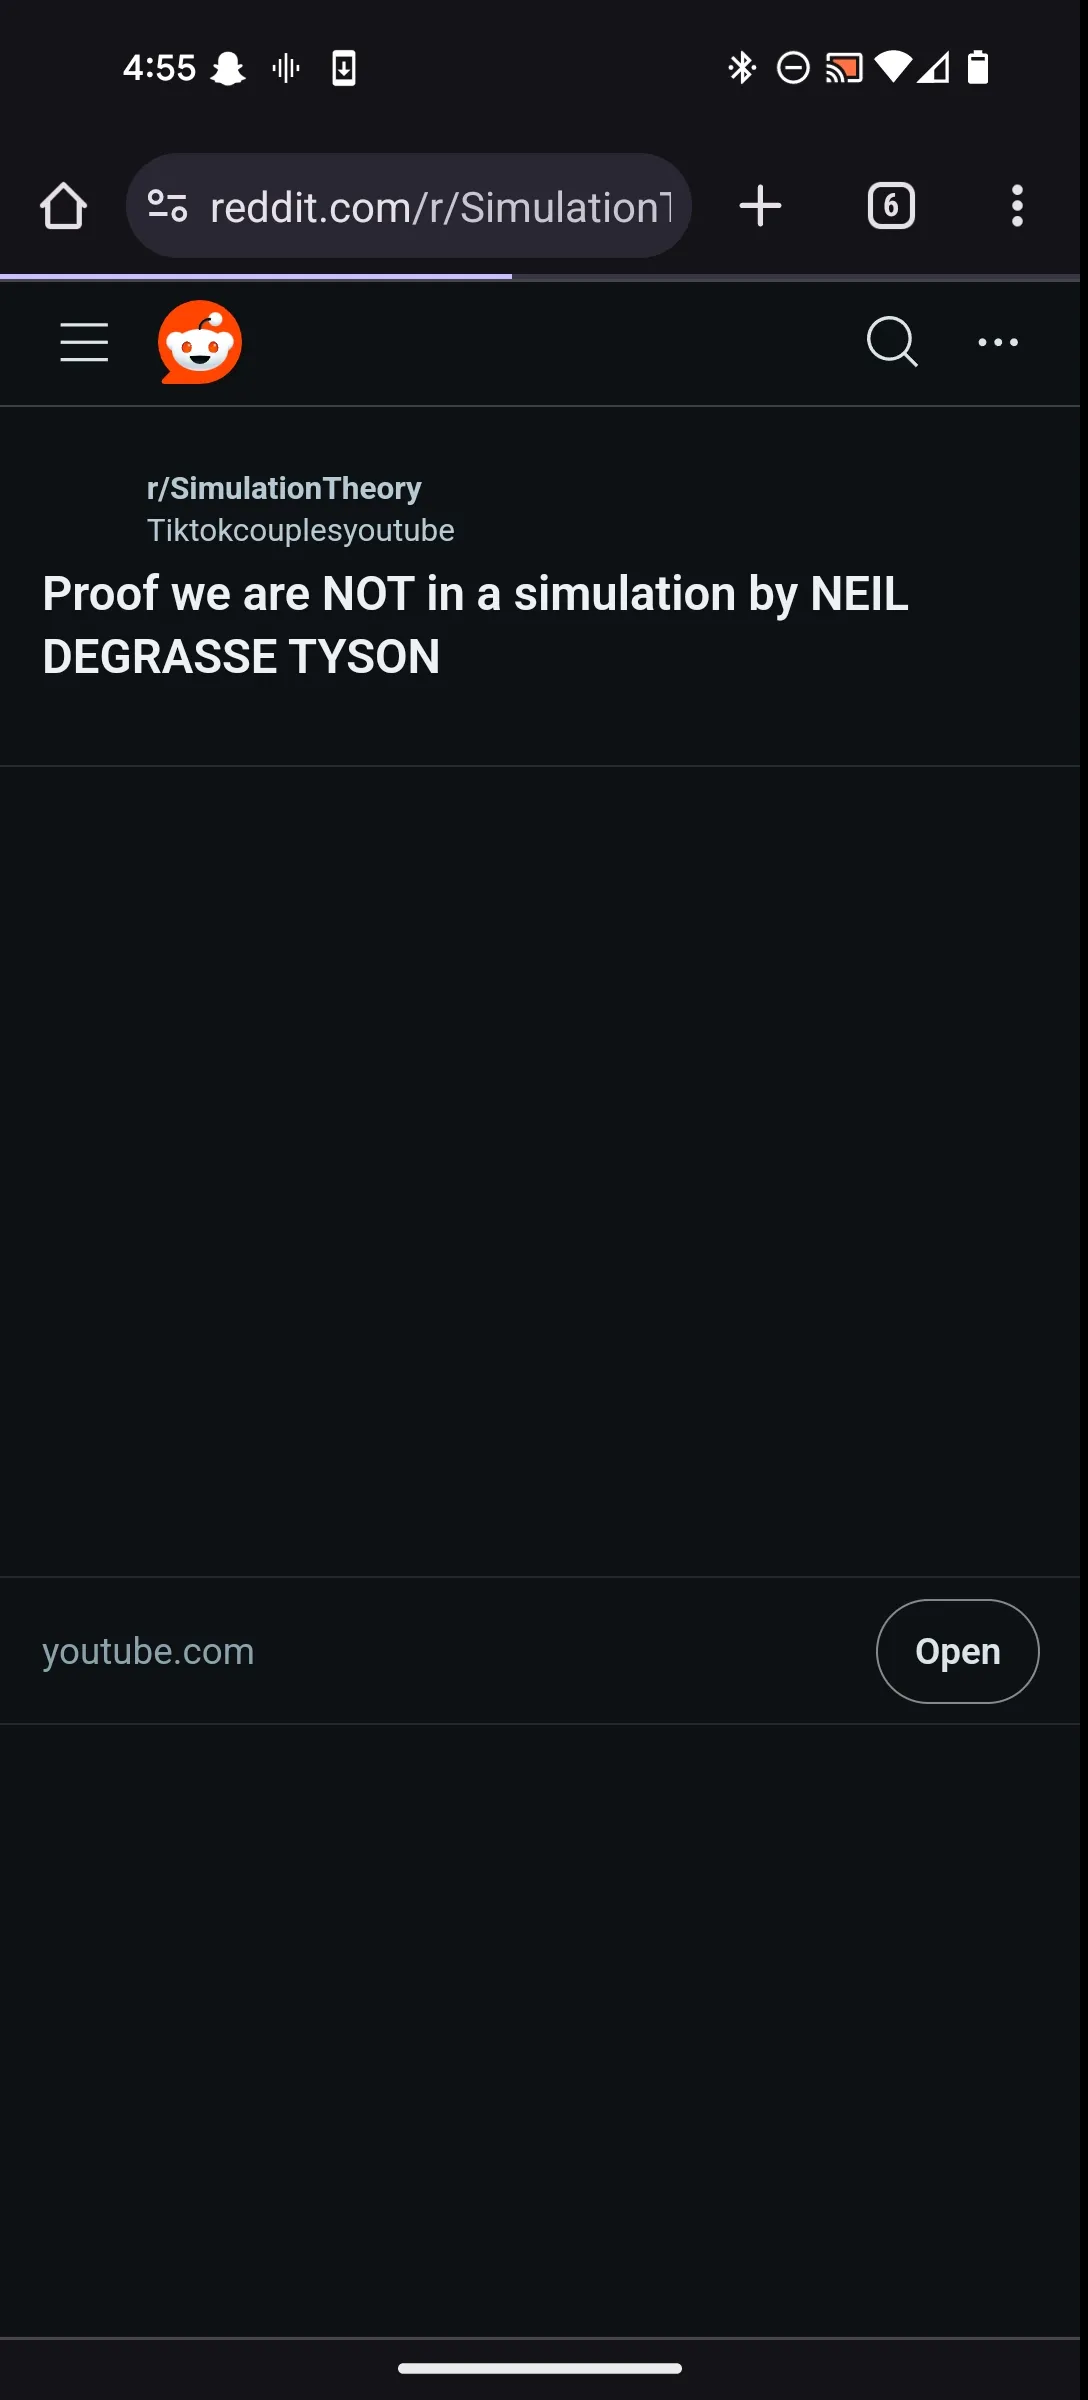 4:55
reddit.com/r/Simulation
6
r/SimulationTheory
Tiktokcouplesyoutube
Proof we are NOT in a simulation by NEIL
DEGRASSE TYSON
youtube.com
Open